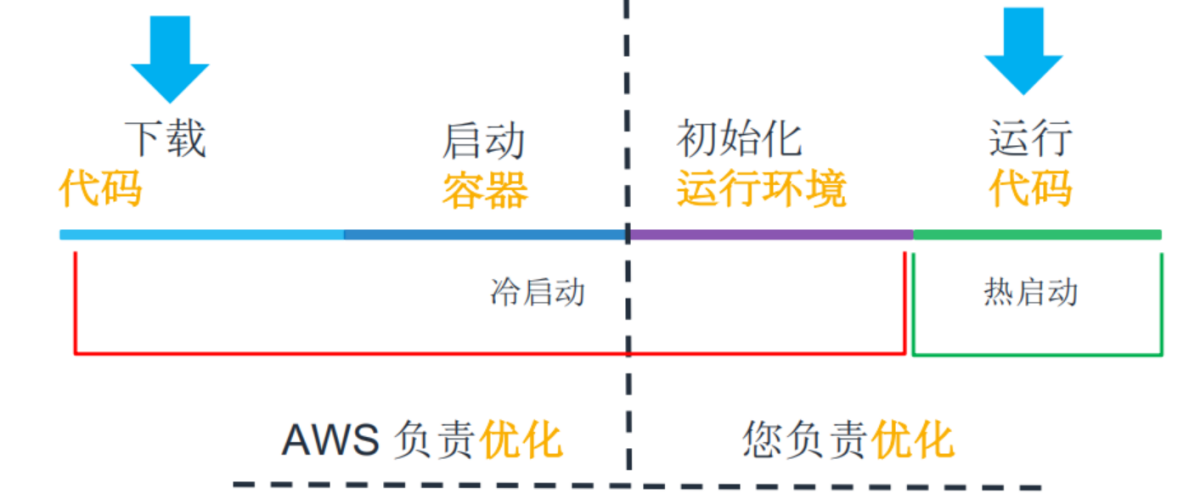 下载
代码
启动
容器
初始化
运行环境
运行
代码
冷启动
热启动
AWS 负责优化
您负责优化